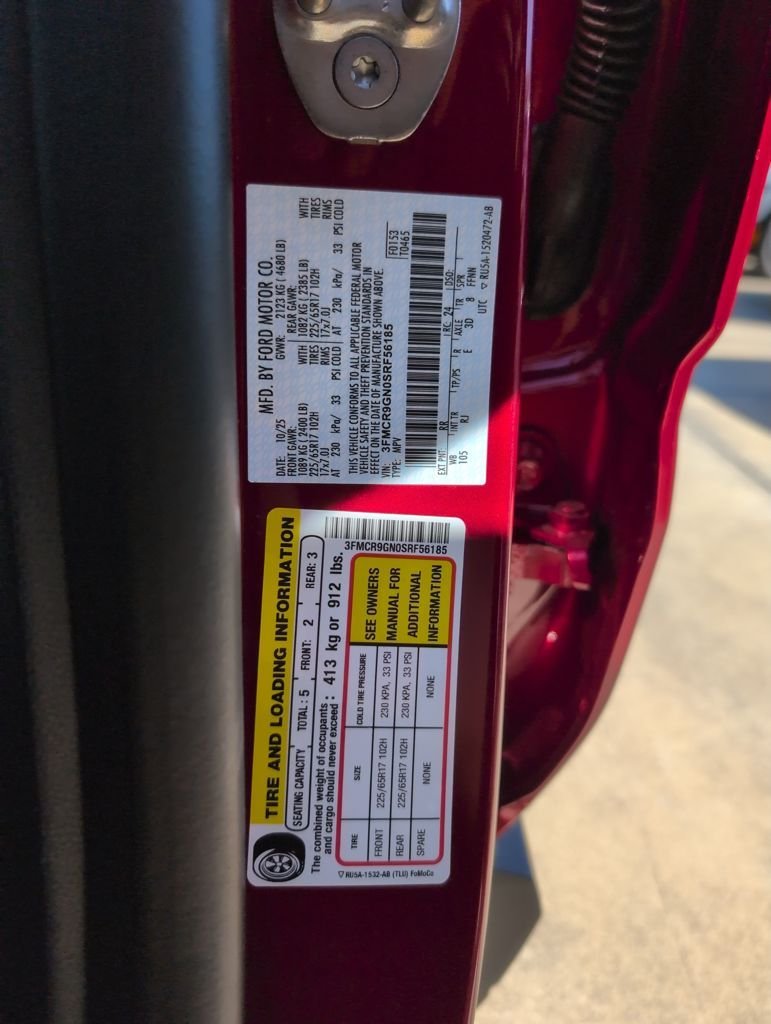 MFD. BY FORD MOTOR CO.
DATE: 10/25 GVWR: 2123 KG ( 4680 LB)
FRONT GAWR: REAR GAWR:
1089 KG ( 2400 LB) WITH 1082 KG ( 2385 LB) WITH
225/65R17 102H TIRES 225/65R17 102H TIRES
17x7.0J RIMS 17x7.0J RIMS
AT 230 kPa/ 33 PSI COLD AT 230 kPa/ 33 PSI COLD
THIS VEHICLE CONFORMS TO ALL APPLICABLE FEDERAL MOTOR
VEHICLE SAFETY AND THEFT PREVENTION STANDARDS IN
EFFECT ON THE DATE OF MANUFACTURE SHOWN ABOVE.
VIN: 3FMCR9GN0SRF56185
TYPE: MPV
F0153
T0465
EXT PNT: RR RC: 24 DSO:
WB INT TR TP/PS R AXLE TR SPR
105 RJ E 3D 8 FFNN
UTC ▽ RU5A-1520472-AB
TIRE AND LOADING INFORMATION
SEATING CAPACITY TOTAL: 5 FRONT: 2 REAR: 3
The combined weight of occupants
and cargo should never exceed : 413 kg or 912 lbs.
3FMCR9GN0SRF56185
TIRE SIZE COLD TIRE PRESSURE
FRONT 225/65R17 102H 230 KPA, 33 PSI
REAR 225/65R17 102H 230 KPA, 33 PSI
SPARE NONE NONE
SEE OWNERS
MANUAL FOR
ADDITIONAL
INFORMATION
▽ RU5A-1532-AB (TLU) FoMoCo